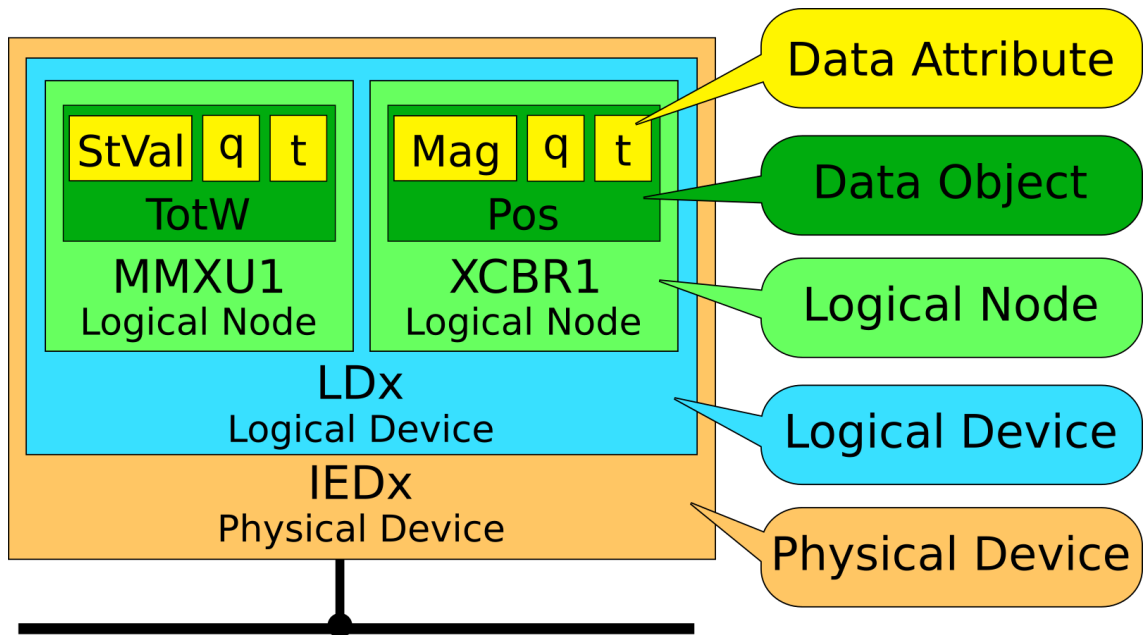 StVal q t
TotW
MMXU1
Logical Node
Mag q t
Pos
XCBR1
Logical Node
LDx
Logical Device
IEDx
Physical Device
Data Attribute
Data Object
Logical Node
Logical Device
Physical Device